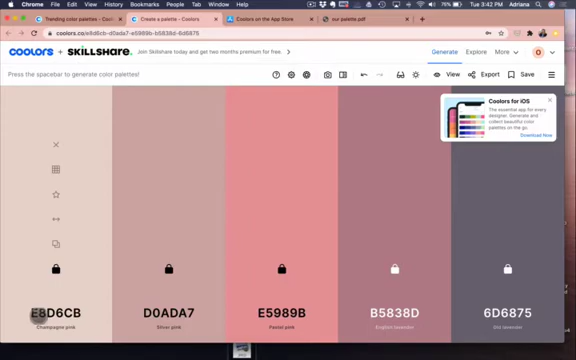 Chrome File Edit View History Bookmarks People Tab Window Help 76% Tue 3:42 PM Adriana
Trending color palettes - Cool
Create a palette - Coolors
Coolors on the App Store
our palette pdf
coolors.co/e8d6cb-d0ada7-e5989b-b5838d-6d6875
coolors + SKILLSHARE. Join Skillshare today and get two months premium for free
Generate Explore More O
Press the spacebar to generate color palettes!
View Export Save
Coolors for iOS
The essential app for every
designer. Generate and
collect beautiful color
palettes on the go.
Download Now
E8D6CB D0ADA7 E5989B B5838D 6D6875
Champagne pink Silver pink Pastel pink English lavender Old lavender